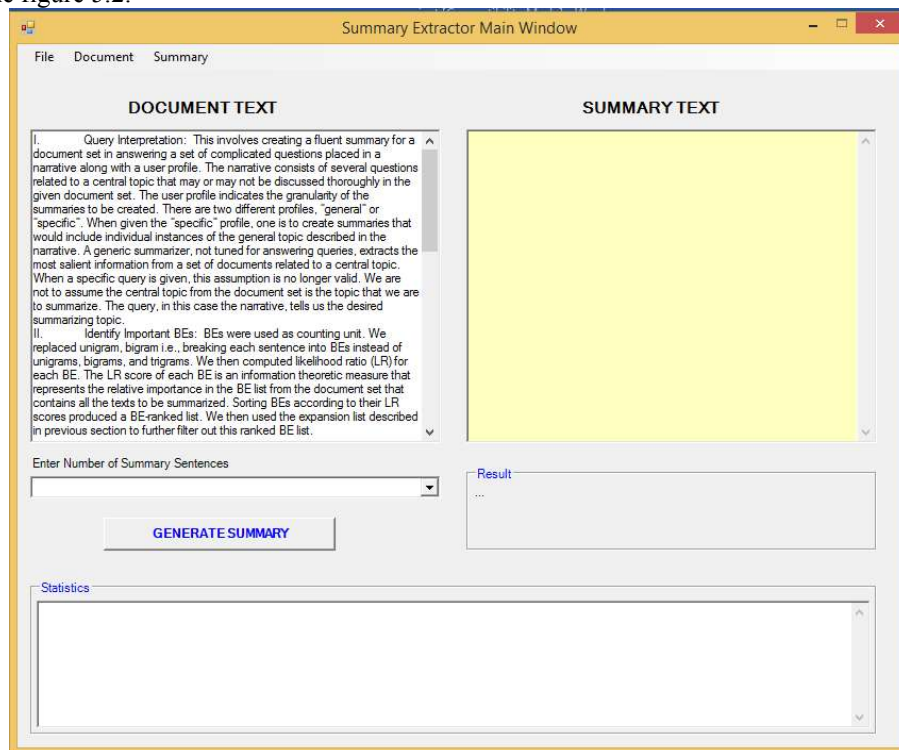 e figure 3.2.
Summary Extractor Main Window
File Document Summary
DOCUMENT TEXT
SUMMARY TEXT
I. Query Interpretation: This involves creating a fluent summary for a
document set in answering a set of complicated questions placed in a
narrative along with a user profile. The narrative consists of several questions
related to a central topic that may or may not be discussed thoroughly in the
given document set. The user profile indicates the granularity of the
summaries to be created. There are two different profiles, "general" or
"specific". When given the "specific" profile, one is to create summaries that
would include individual instances of the general topic described in the
narrative. A generic summarizer, not tuned for answering queries, extracts the
most salient information from a set of documents related to a central topic.
When a specific query is given, this assumption is no longer valid. We are
not to assume the central topic from the document set is the topic that we are
to summarize. The query, in this case the narrative, tells us the desired
summarizing topic.
II. Identify Important BEs: BEs were used as counting unit. We
replaced unigram, bigram i.e., breaking each sentence into BEs instead of
unigrams, bigrams, and trigrams. We then computed likelihood ratio (LR) for
each BE. The LR score of each BE is an information theoretic measure that
represents the relative importance in the BE list from the document set that
contains all the texts to be summarized. Sorting BEs according to their LR
scores produced a BE-ranked list. We then used the expansion list described
in previous section to further filter out this ranked BE list.
Enter Number of Summary Sentences
Result
...
GENERATE SUMMARY
Statistics